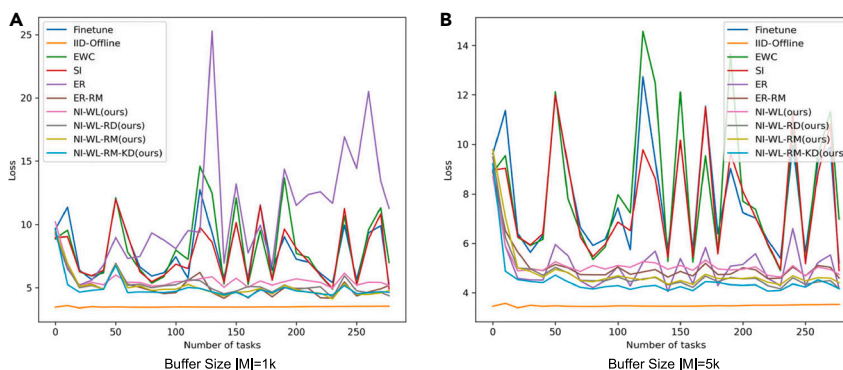 A
B
Finetune
IID-Offline
EWC
SI
ER
ER-RM
NI-WL(ours)
NI-WL-RD(ours)
NI-WL-RM(ours)
NI-WL-RM-KD(ours)
25
20
15
10
5
Loss
0
50
100
150
200
250
Number of tasks
Buffer Size |M|=1k
Finetune
IID-Offline
EWC
SI
ER
ER-RM
NI-WL(ours)
NI-WL-RD(ours)
NI-WL-RM(ours)
NI-WL-RM-KD(ours)
14
12
10
8
6
4
Loss
0
50
100
150
200
250
Number of tasks
Buffer Size |M|=5k